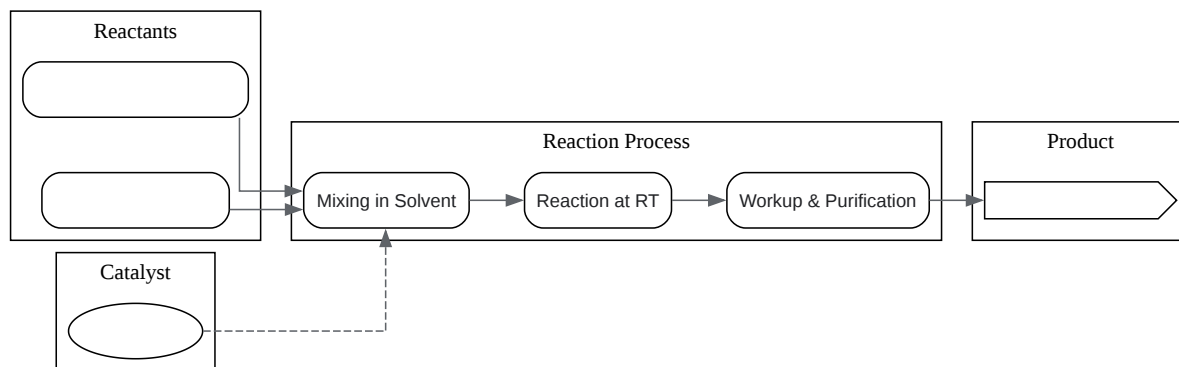 Reactants
Reaction Process
Product
Mixing in Solvent
Reaction at RT
Workup & Purification
Catalyst